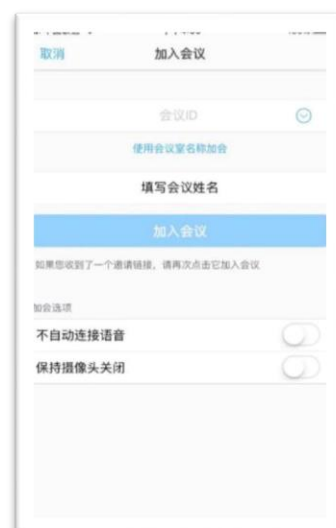 取消 加入会议
会议ID
使用会议室名称加会
填写会议姓名
加入会议
如果您收到了一个邀请链接，请再次点击它加入会议
加会选项
不自动连接语音
保持摄像头关闭